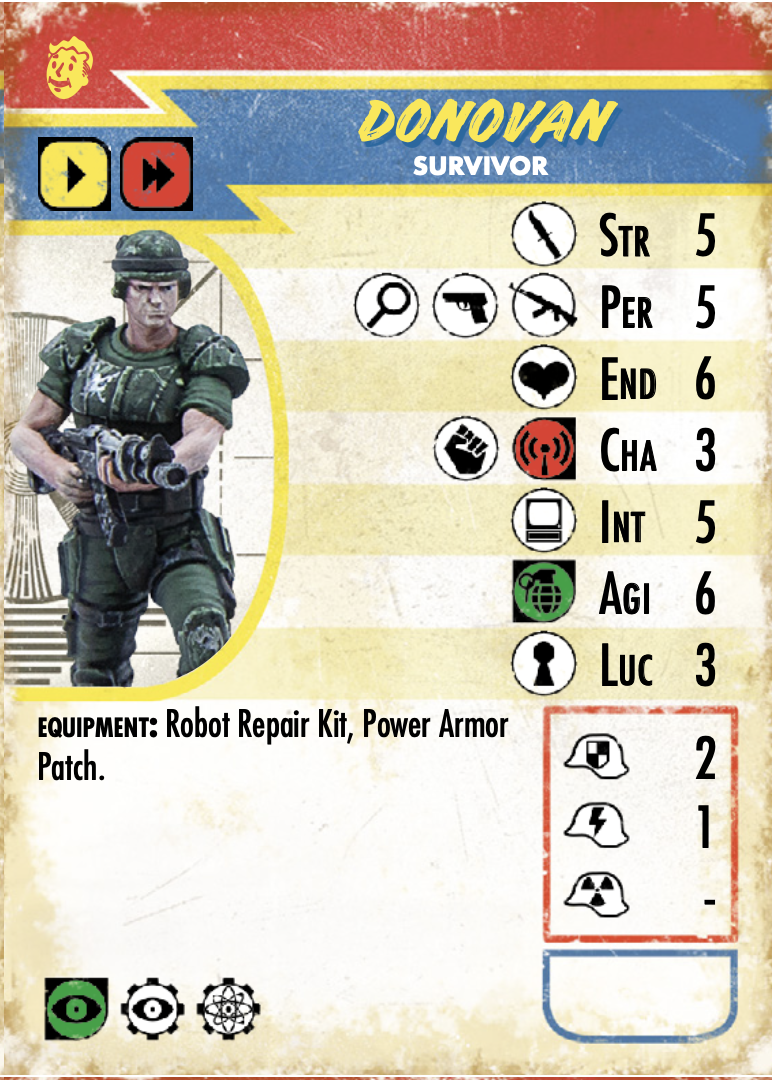 DONOVAN
SURVIVOR
STR 5
PER 5
END 6
CHA 3
INT 5
AGI 6
LUC 3
EQUIPMENT: Robot Repair Kit, Power Armor
Patch.
2
1
-